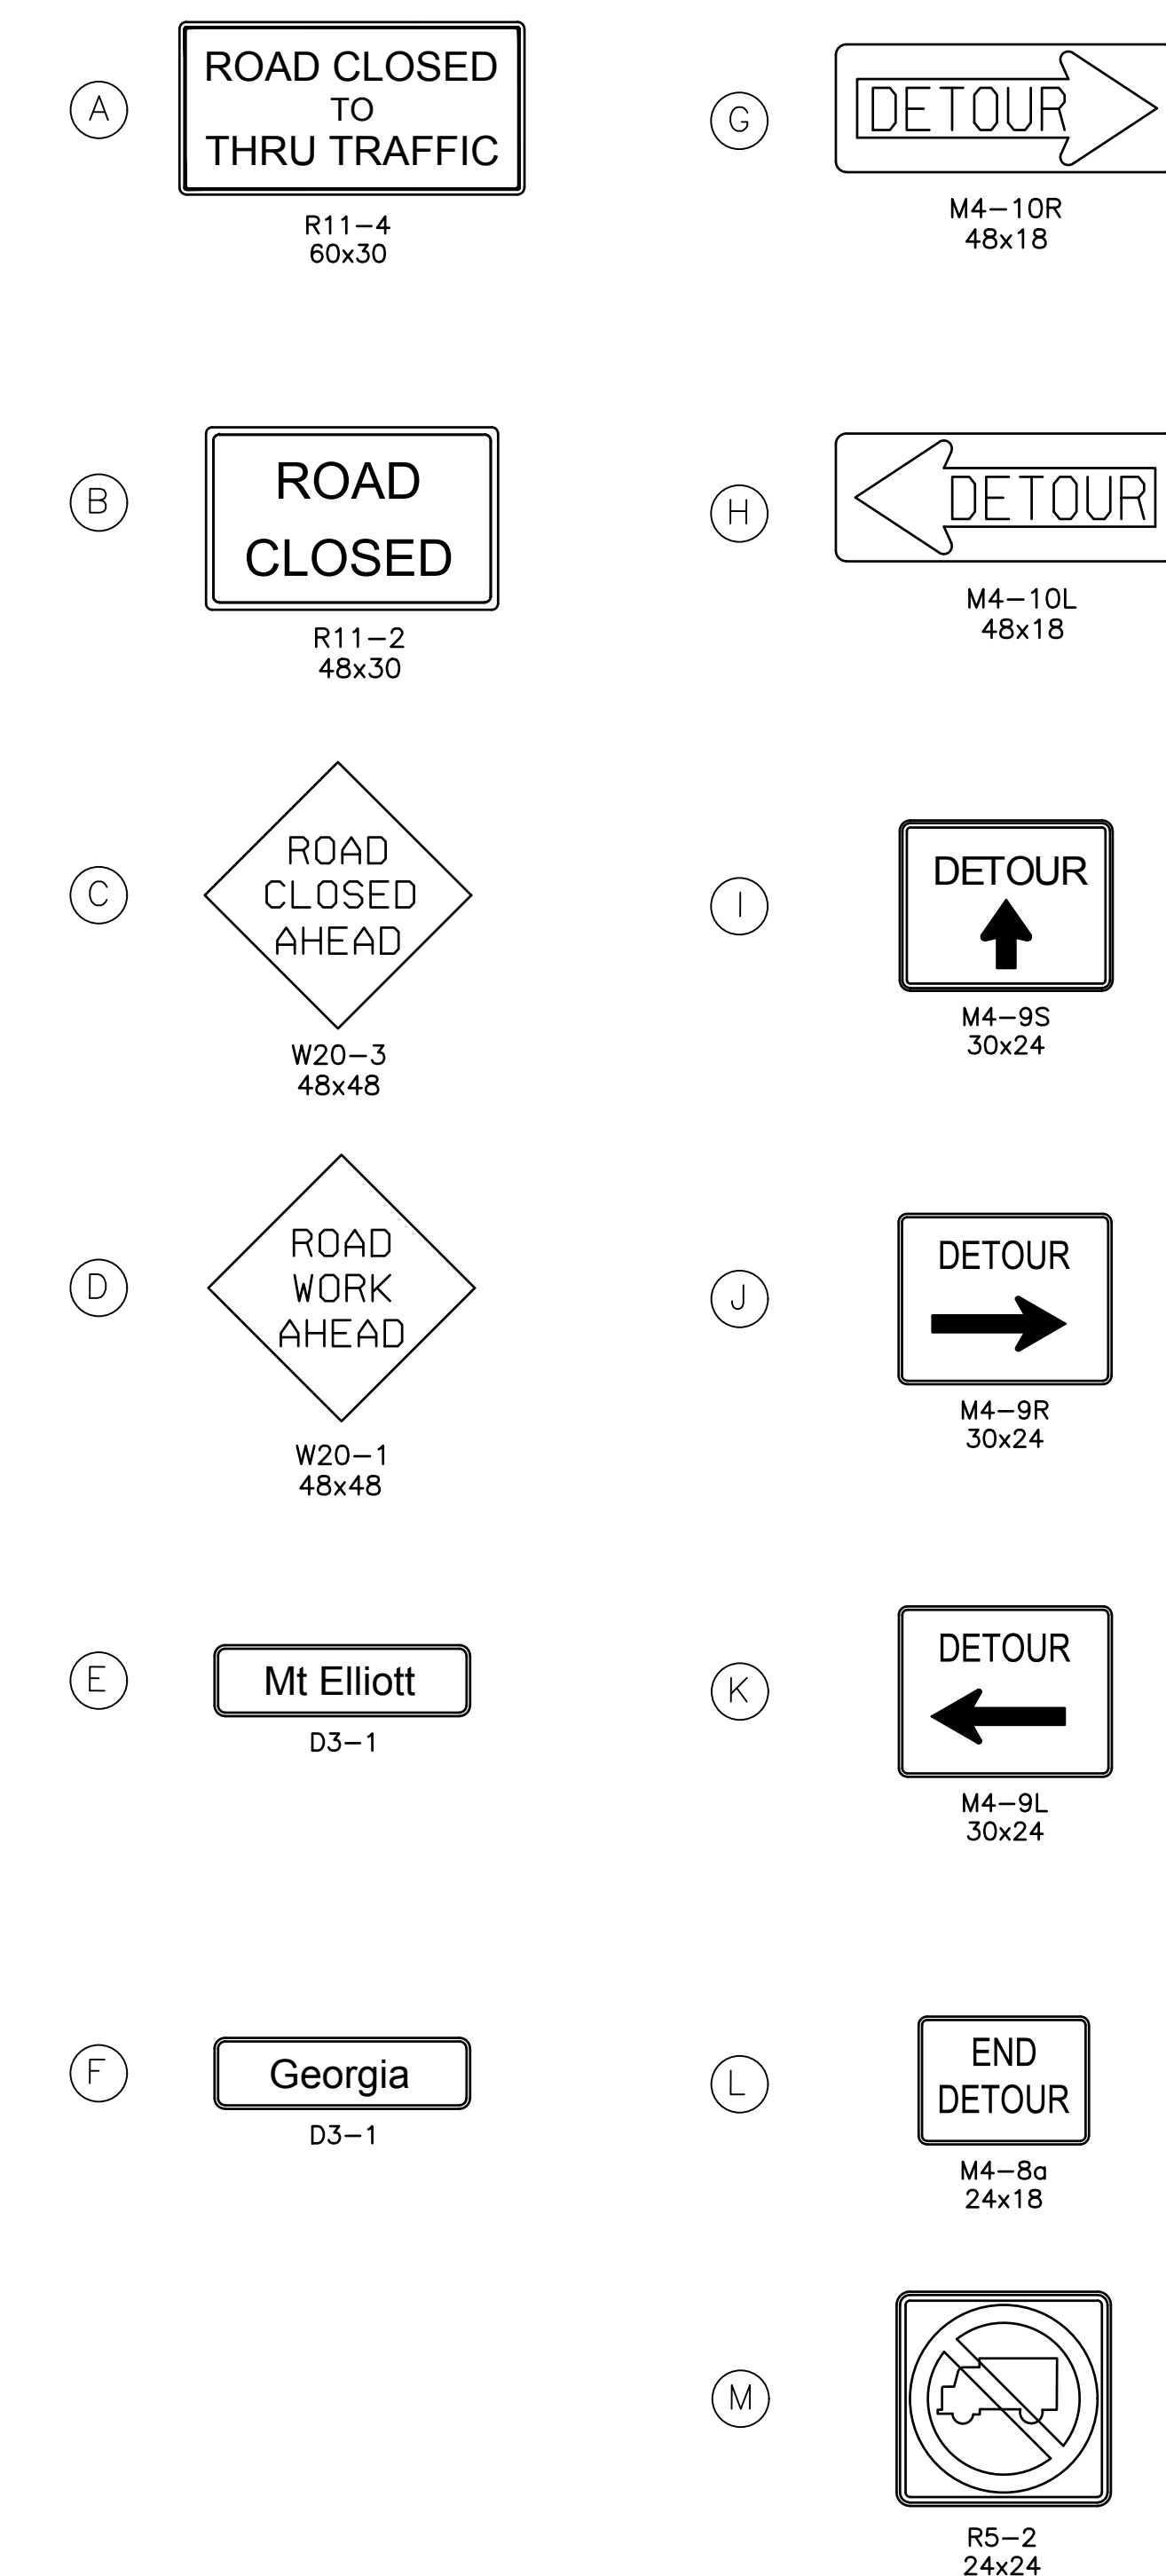 A
ROAD CLOSED
TO
THRU TRAFFIC
R11-4
60x30
B
ROAD
CLOSED
R11-2
48x30
C
ROAD
CLOSED
AHEAD
W20-3
48x48
D
ROAD
WORK
AHEAD
W20-1
48x48
E
Mt Elliott
D3-1
F
Georgia
D3-1
G
DETOUR
M4-10R
48x18
H
DETOUR
M4-10L
48x18
I
DETOUR
M4-9S
30x24
J
DETOUR
M4-9R
30x24
K
DETOUR
M4-9L
30x24
L
END
DETOUR
M4-8a
24x18
M
R5-2
24x24